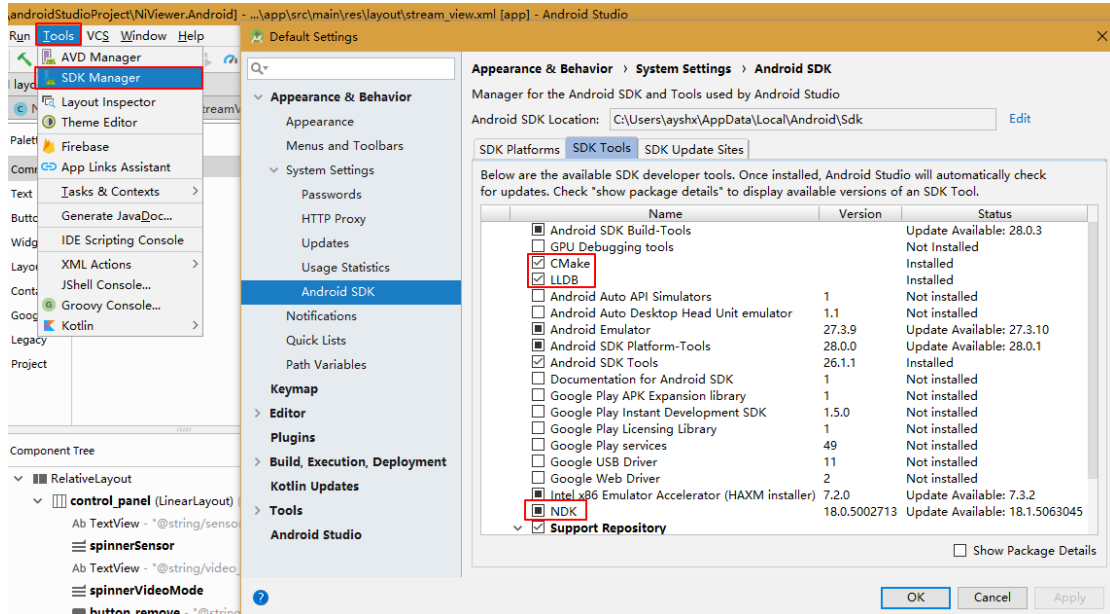 \androidStudioProject\NiViewer.Android] - ...\app\src\main\res\layout\stream_view.xml [app] - Android Studio
Run Tools VCS Window Help
AVD Manager
SDK Manager
Layout Inspector
Theme Editor
Firebase
App Links Assistant
Tasks & Contexts
Generate JavaDoc...
IDE Scripting Console
XML Actions
JShell Console...
Groovy Console...
Kotlin
Text
Legacy
Project
Component Tree
RelativeLayout
control_panel (LinearLayout)
Ab TextView - "@string/senso
spinnerSensor
Ab TextView - "@string/video_
spinnerVideoMode
button_remove - "@string
Default Settings
Appearance & Behavior
Appearance
Menus and Toolbars
System Settings
Passwords
HTTP Proxy
Updates
Usage Statistics
Android SDK
Notifications
Quick Lists
Path Variables
Keymap
Editor
Plugins
Build, Execution, Deployment
Kotlin Updates
Tools
Android Studio
Appearance & Behavior › System Settings › Android SDK
Manager for the Android SDK and Tools used by Android Studio
Android SDK Location: C:\Users\ayshx\AppData\Local\Android\Sdk Edit
SDK Platforms SDK Tools SDK Update Sites
Below are the available SDK developer tools. Once installed, Android Studio will automatically check
for updates. Check "show package details" to display available versions of an SDK Tool.
Name Version Status
Android SDK Build-Tools Update Available: 28.0.3
GPU Debugging tools Not Installed
CMake Installed
LLDB Installed
Android Auto API Simulators 1 Not installed
Android Auto Desktop Head Unit emulator 1.1 Not installed
Android Emulator 27.3.9 Update Available: 27.3.10
Android SDK Platform-Tools 28.0.0 Update Available: 28.0.1
Android SDK Tools 26.1.1 Installed
Documentation for Android SDK 1 Not installed
Google Play APK Expansion library 1 Not installed
Google Play Instant Development SDK 1.5.0 Not installed
Google Play Licensing Library 1 Not installed
Google Play services 49 Not installed
Google USB Driver 11 Not installed
Google Web Driver 2 Not installed
Intel x86 Emulator Accelerator (HAXM installer) 7.2.0 Update Available: 7.3.2
NDK 18.0.5002713 Update Available: 18.1.5063045
Support Repository
Show Package Details
OK Cancel Apply